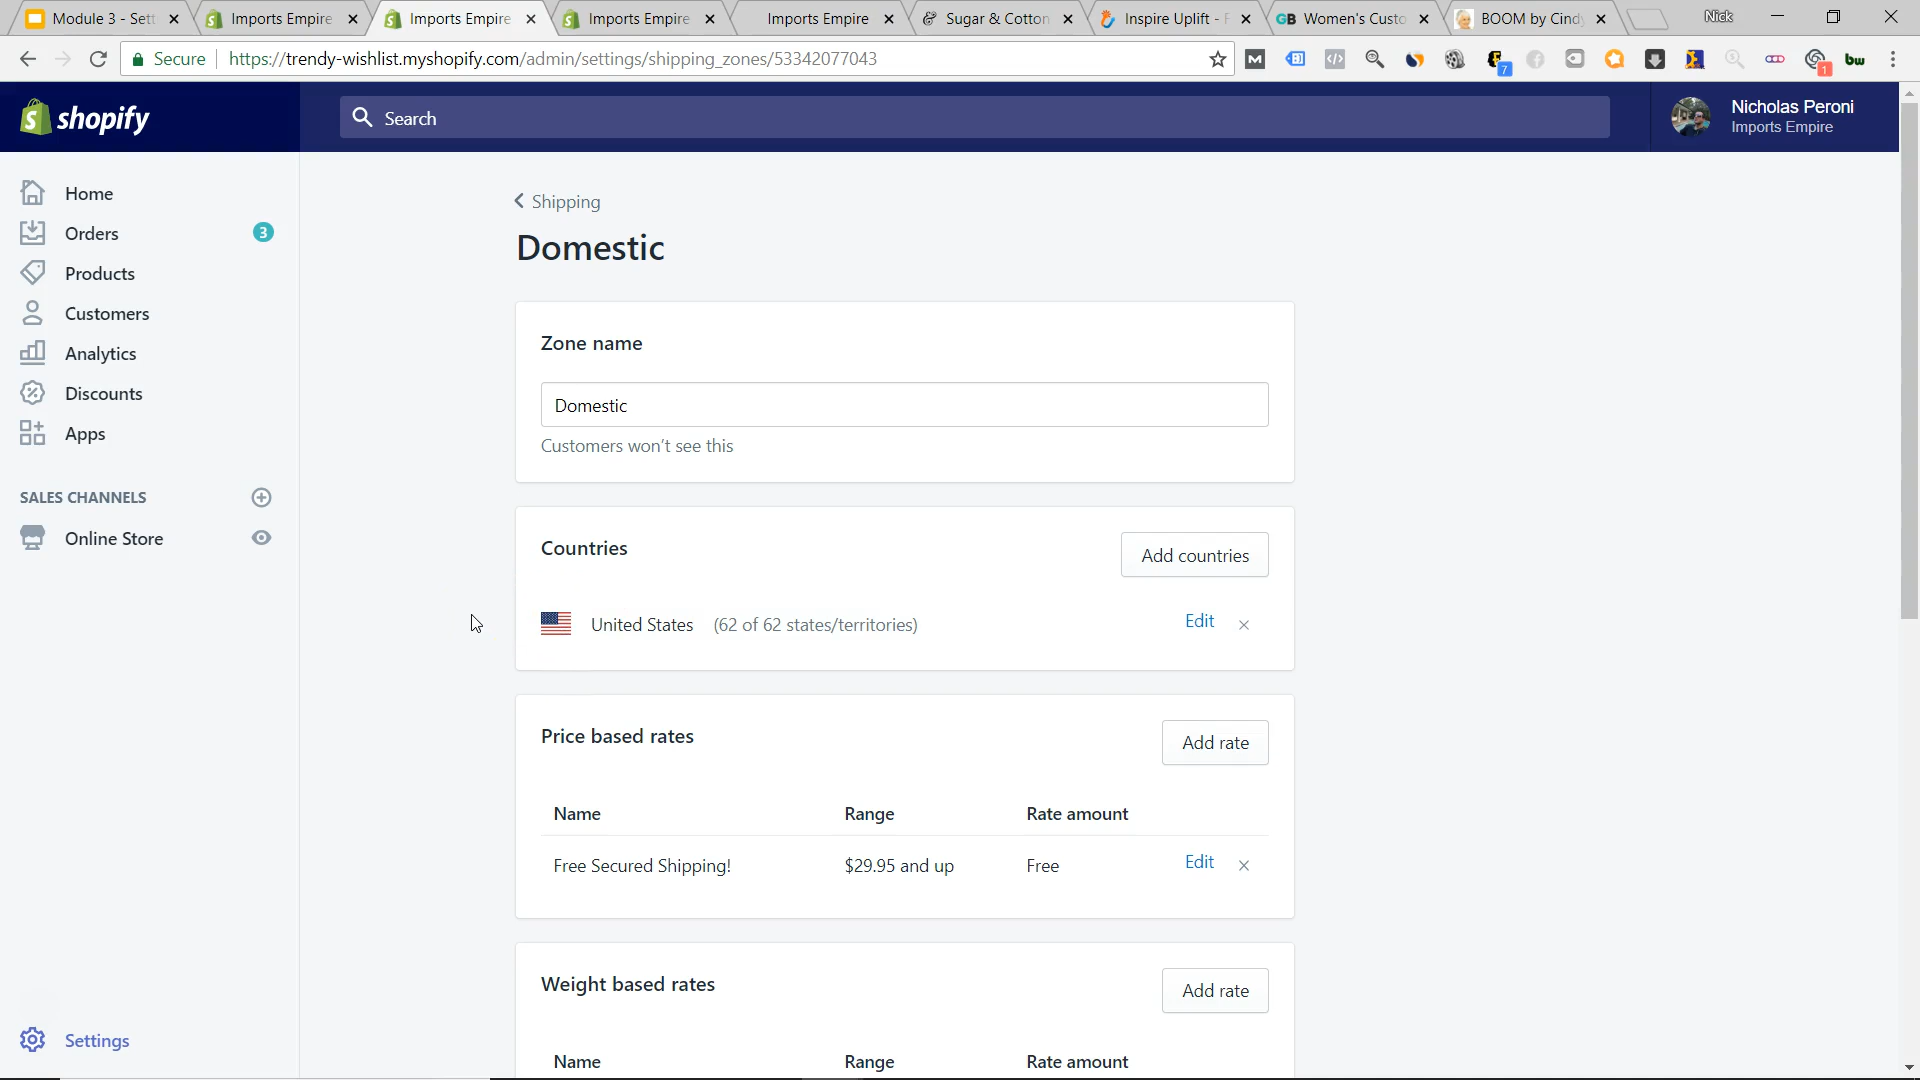 Module 3 - Sett
Imports Empire
Imports Empire
Imports Empire
Imports Empire
Sugar & Cotton
Inspire Uplift - F
GB Women's Custo
BOOM by Cindy
Nick
Secure
https://trendy-wishlist.myshopify.com/admin/settings/shipping_zones/53342077043
7
1
bw
shopify
Search
Nicholas Peroni
Imports Empire
Home
Orders
3
Products
Customers
Analytics
Discounts
Apps
SALES CHANNELS
Online Store
Settings
Shipping
Domestic
Zone name
Domestic
Customers won't see this
Countries
Add countries
United States (62 of 62 states/territories)
Edit
Price based rates
Add rate
Name Range Rate amount
Free Secured Shipping! $29.95 and up Free Edit
Weight based rates
Add rate
Name Range Rate amount